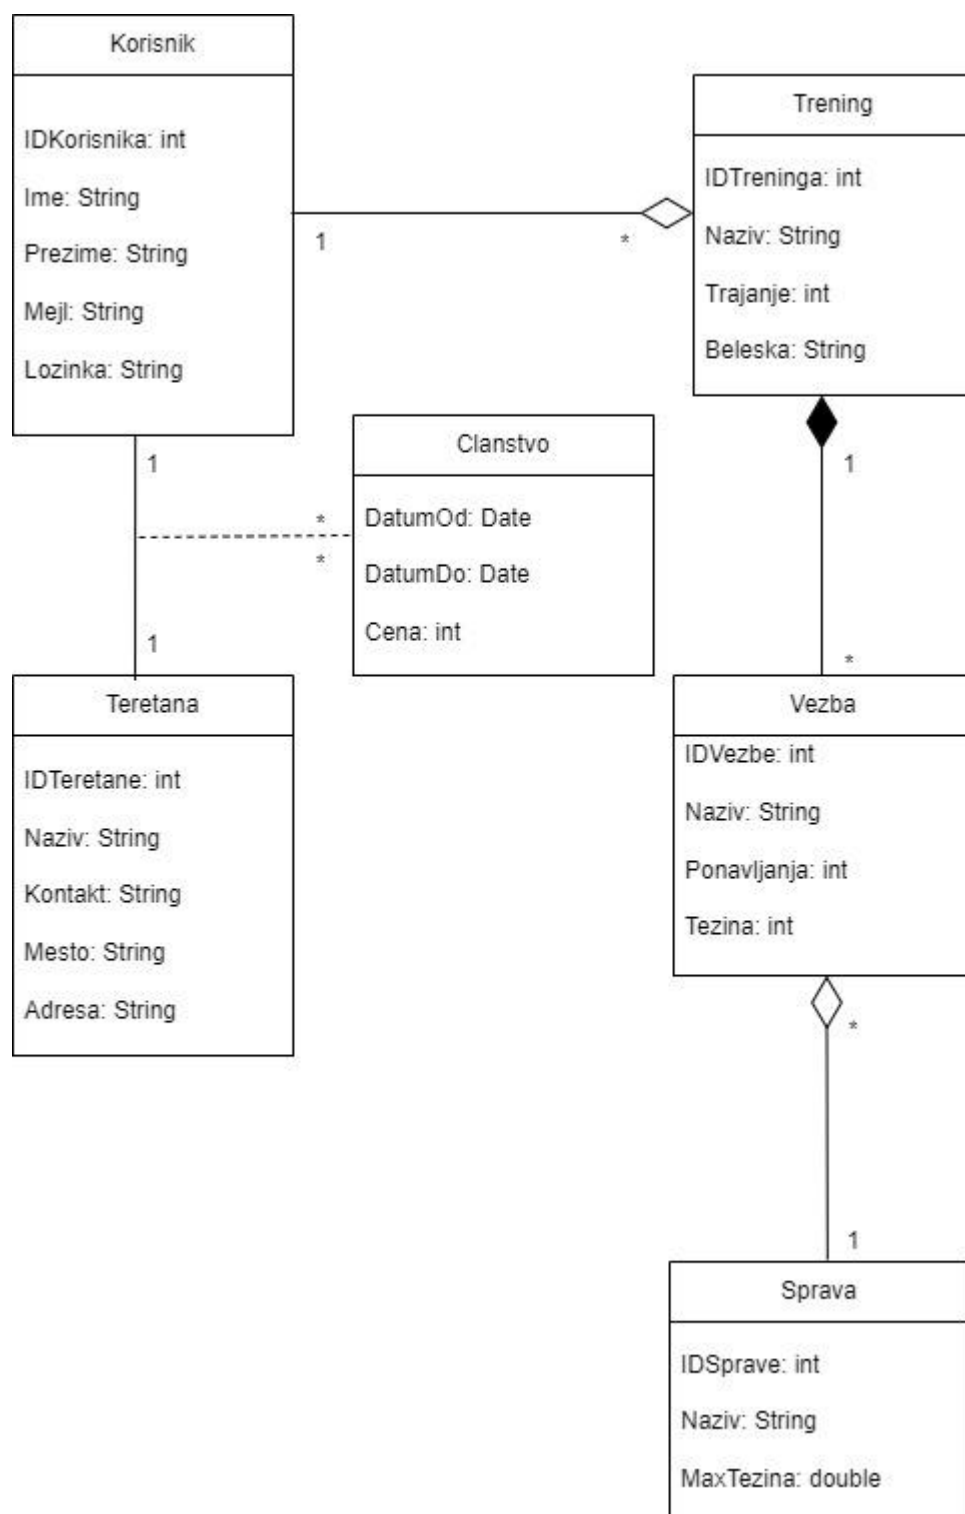 Korisnik
IDKorisnika: int
Ime: String
Prezime: String
Mejl: String
Lozinka: String
1
*
Trening
IDTreninga: int
Naziv: String
Trajanje: int
Beleska: String
1
*
*
1
Clanstvo
DatumOd: Date
DatumDo: Date
Cena: int
1
*
Teretana
IDTeretane: int
Naziv: String
Kontakt: String
Mesto: String
Adresa: String
Vezba
IDVezbe: int
Naziv: String
Ponavljanja: int
Tezina: int
*
1
Sprava
IDSprave: int
Naziv: String
MaxTezina: double